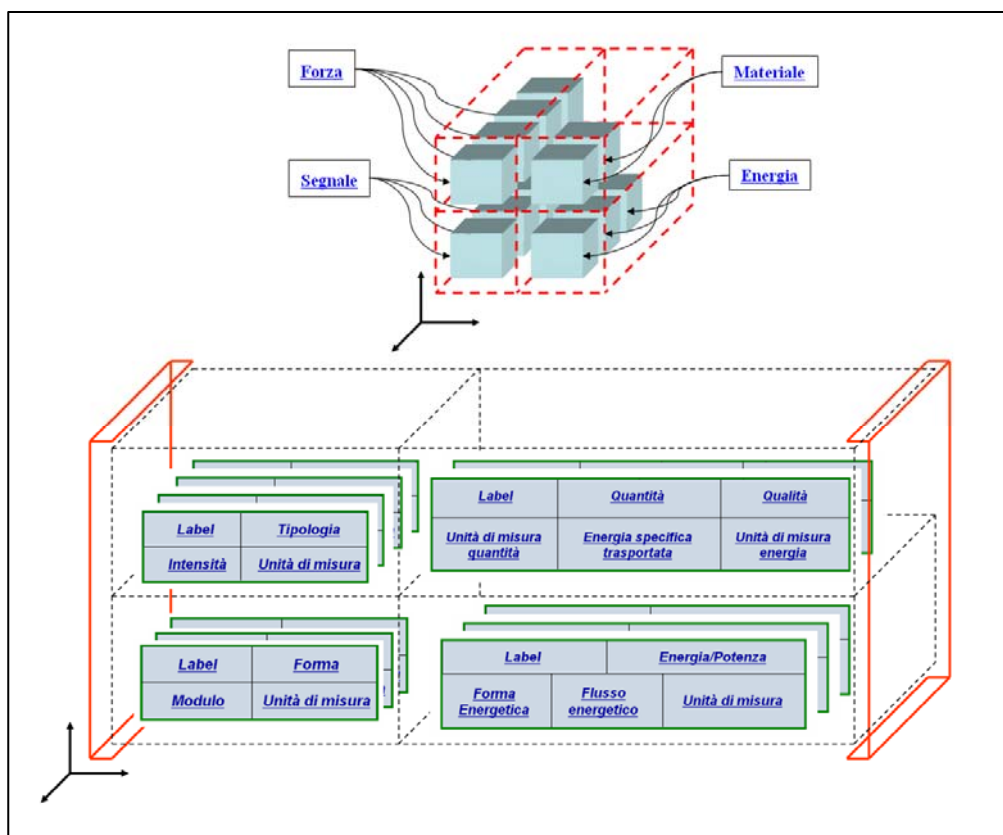 Forza
Materiale
Segnale
Energia
Label
Quantità
Qualità
Unità di misura
quantità
Energia specifica
trasportata
Unità di misura
energia
Label
Tipologia
Intensità
Unità di misura
Label
Forma
Modulo
Unità di misura
Label
Energia/Potenza
Forma
Energetica
Flusso
energetico
Unità di misura